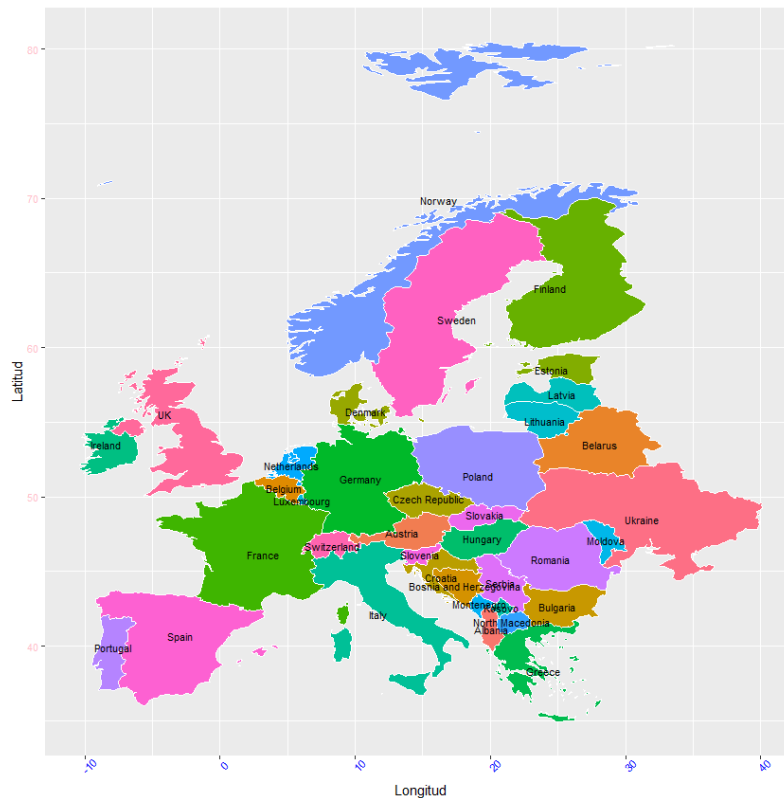 80
70
Norway
Finland
Sweden
60
Estonia
Latvia
Denmark
UK
Lithuania
Ireland
Belarus
Netherlands
Germany
Poland
Belgium
50
Czech Republic
Luxembourg
Slovakia
Ukraine
Austria
Hungary
Moldova
Switzerland
France
Slovenia
Romania
Croatia
Serbia
Bosnia and Herzegovina
Montenegro
Kosovo
Bulgaria
Italy
North Macedonia
Albania
Spain
40
Portugal
Greece
Latitud
-10
0
10
20
30
40
Longitud